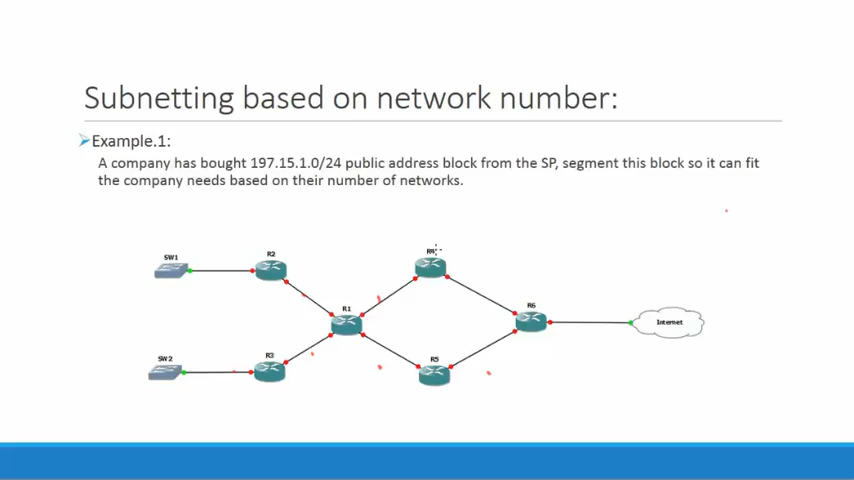 Subnetting based on network number:
Example.1:
A company has bought 197.15.1.0/24 public address block from the SP, segment this block so it can fit
the company needs based on their number of networks.
SW1
R2
R4
R1
R6
Internet
SW2
R3
R5